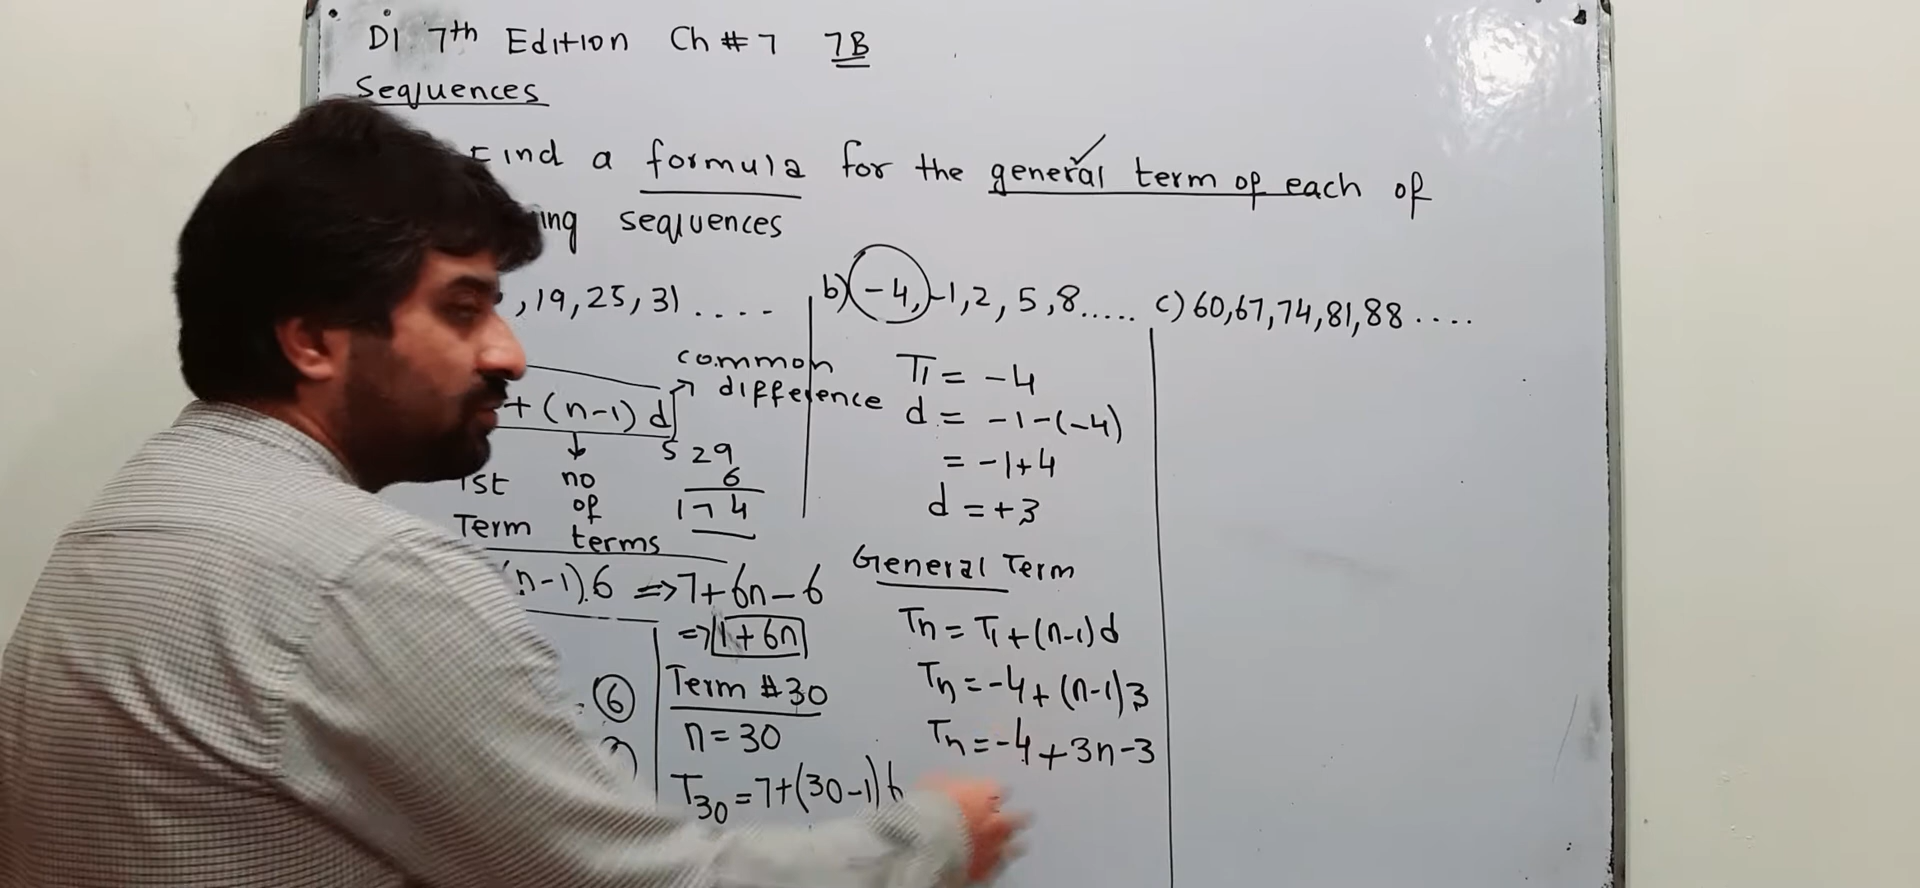 D1 7th Edition Ch # 7 7B
Sequences
Find a formula for the general term of each of
ing sequences
, 19, 25, 31 ....
+ (n-1) d
common
difference
1st
Term
no
of
terms
5 29
6
174
(n-1).6 => 7+6n-6
=> 1+6n
6
Term #30
n = 30
T30 = 7+(30-1)6
b) -4, -1, 2, 5, 8.....
T1 = -4
d = -1-(-4)
= -1+4
d = +3
General Term
Tn = T1 + (n-1)d
Tn = -4 + (n-1)3
Tn = -4 + 3n - 3
=
c) 60, 67, 74, 81, 88 ....